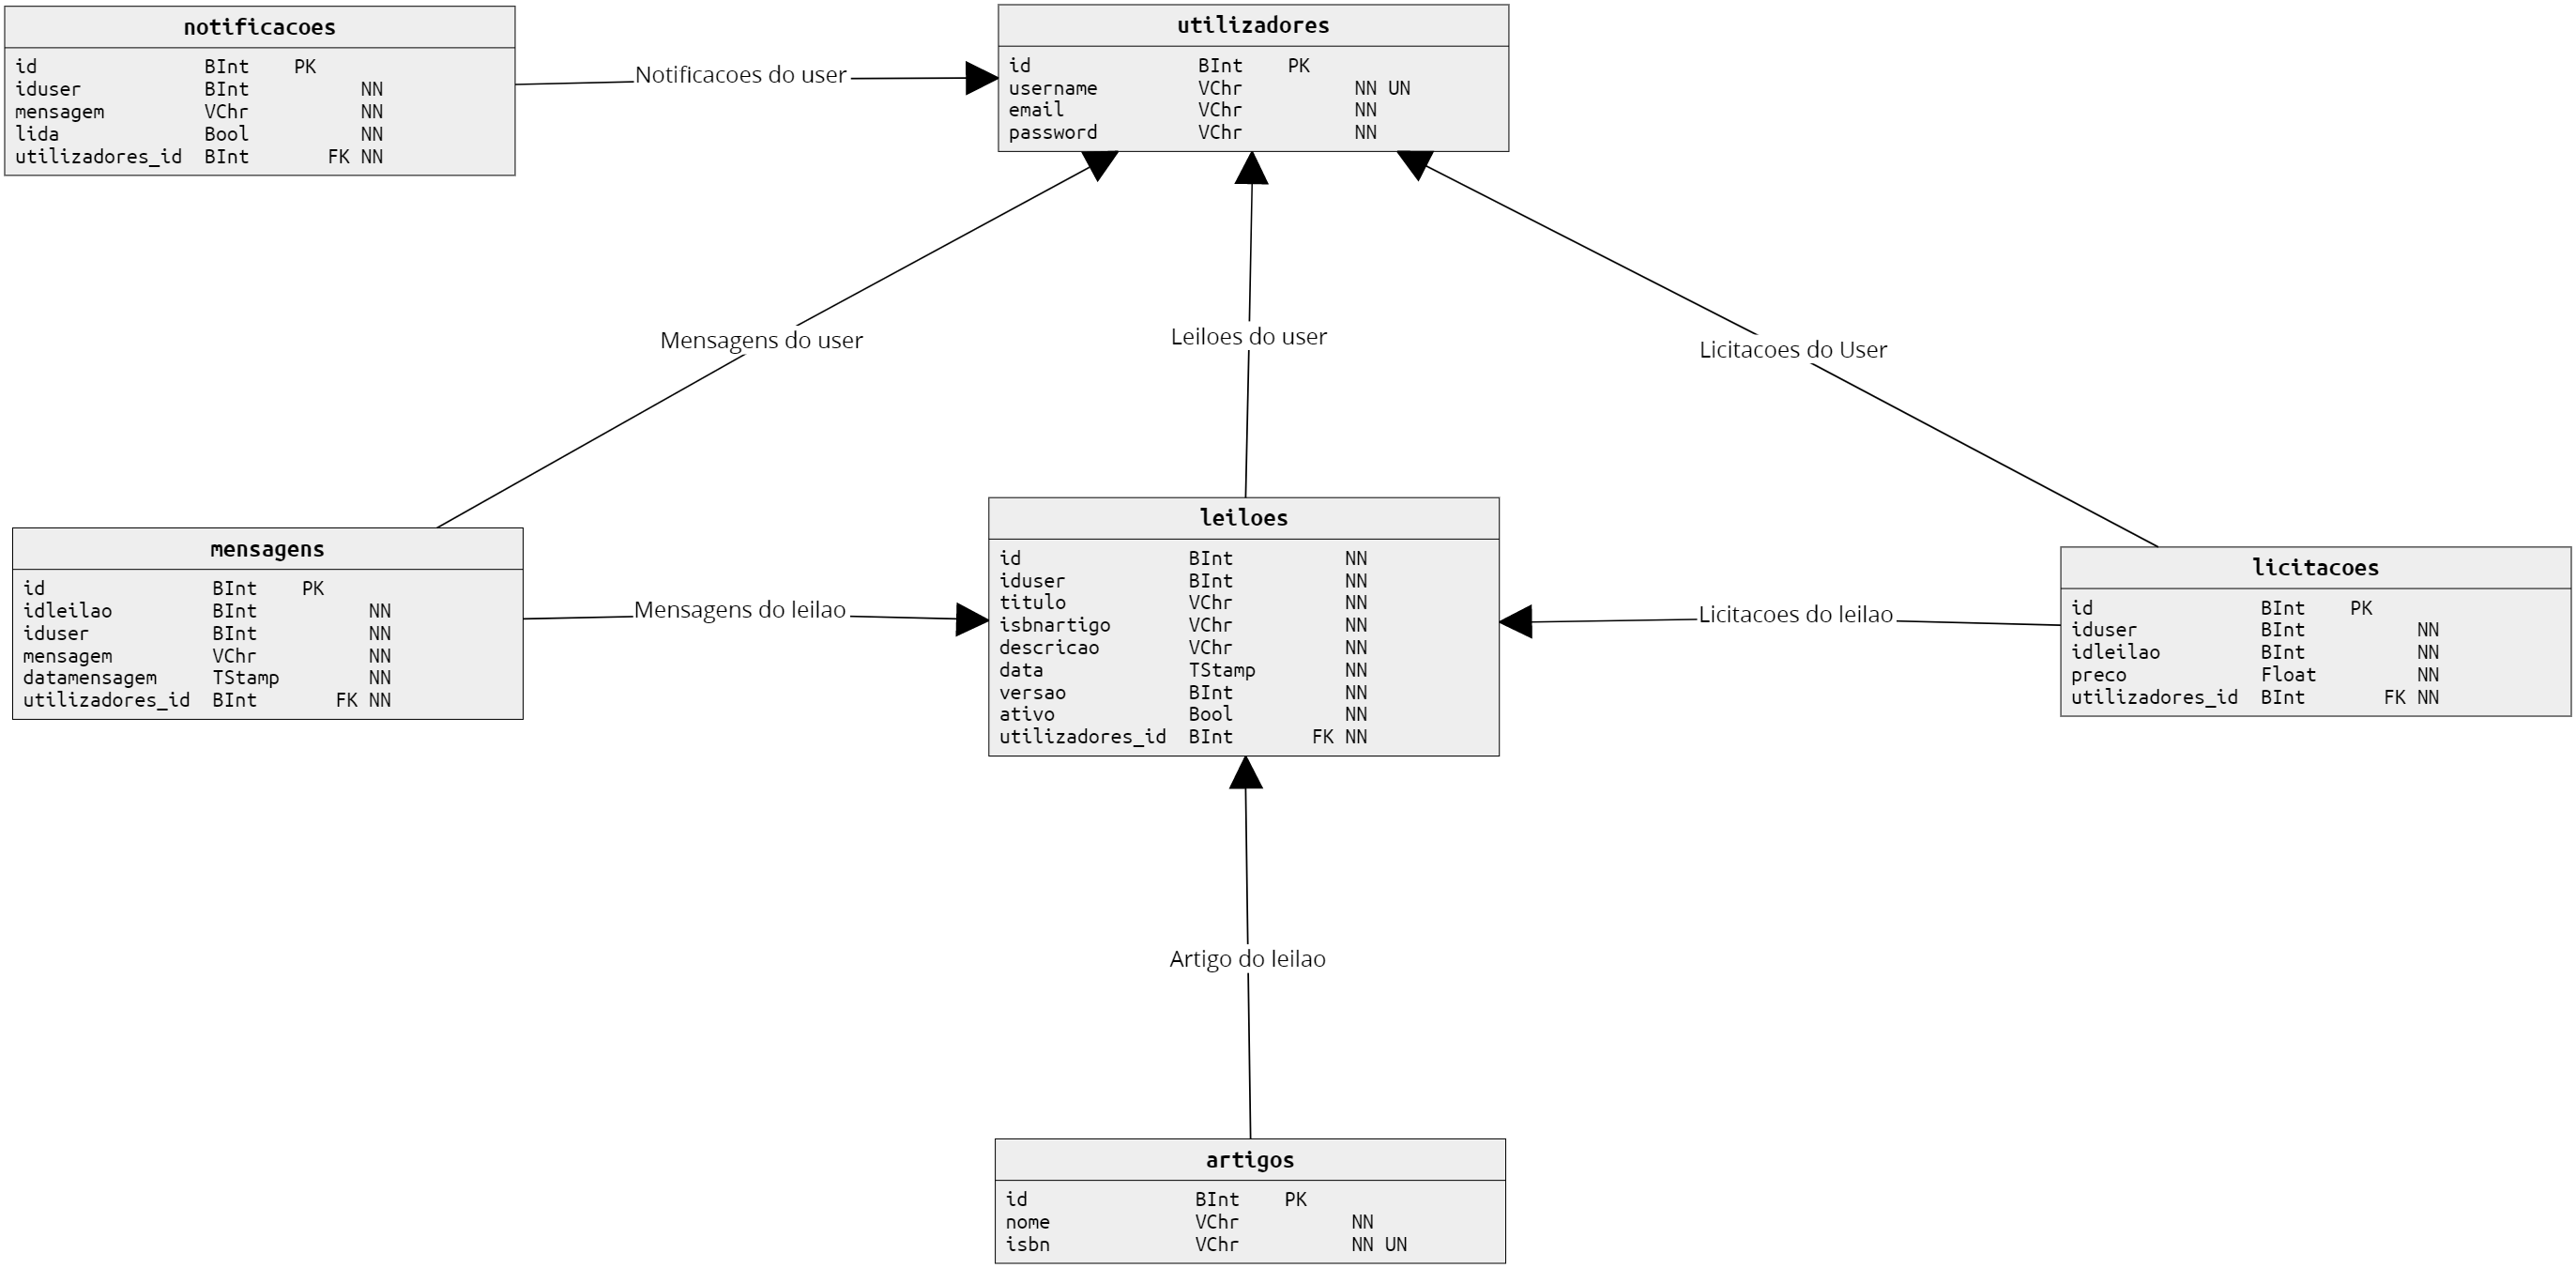 notificacoes
id BInt PK
iduser BInt NN
mensagem VChr NN
lida Bool NN
utilizadores_id BInt FK NN
Notificacoes do user
utilizadores
id BInt PK
username VChr NN UN
email VChr NN
password VChr NN
Mensagens do user
Leiloes do user
Licitacoes do User
mensagens
id BInt PK
idleilao BInt NN
iduser BInt NN
mensagem VChr NN
datamensagem TStamp NN
utilizadores_id BInt FK NN
Mensagens do leilao
leiloes
id BInt NN
iduser BInt NN
titulo VChr NN
isbnartigo VChr NN
descricao VChr NN
data TStamp NN
versao BInt NN
ativo Bool NN
utilizadores_id BInt FK NN
Licitacoes do leilao
licitacoes
id BInt PK
iduser BInt NN
idleilao BInt NN
preco Float NN
utilizadores_id BInt FK NN
Artigo do leilao
artigos
id BInt PK
nome VChr NN
isbn VChr NN UN